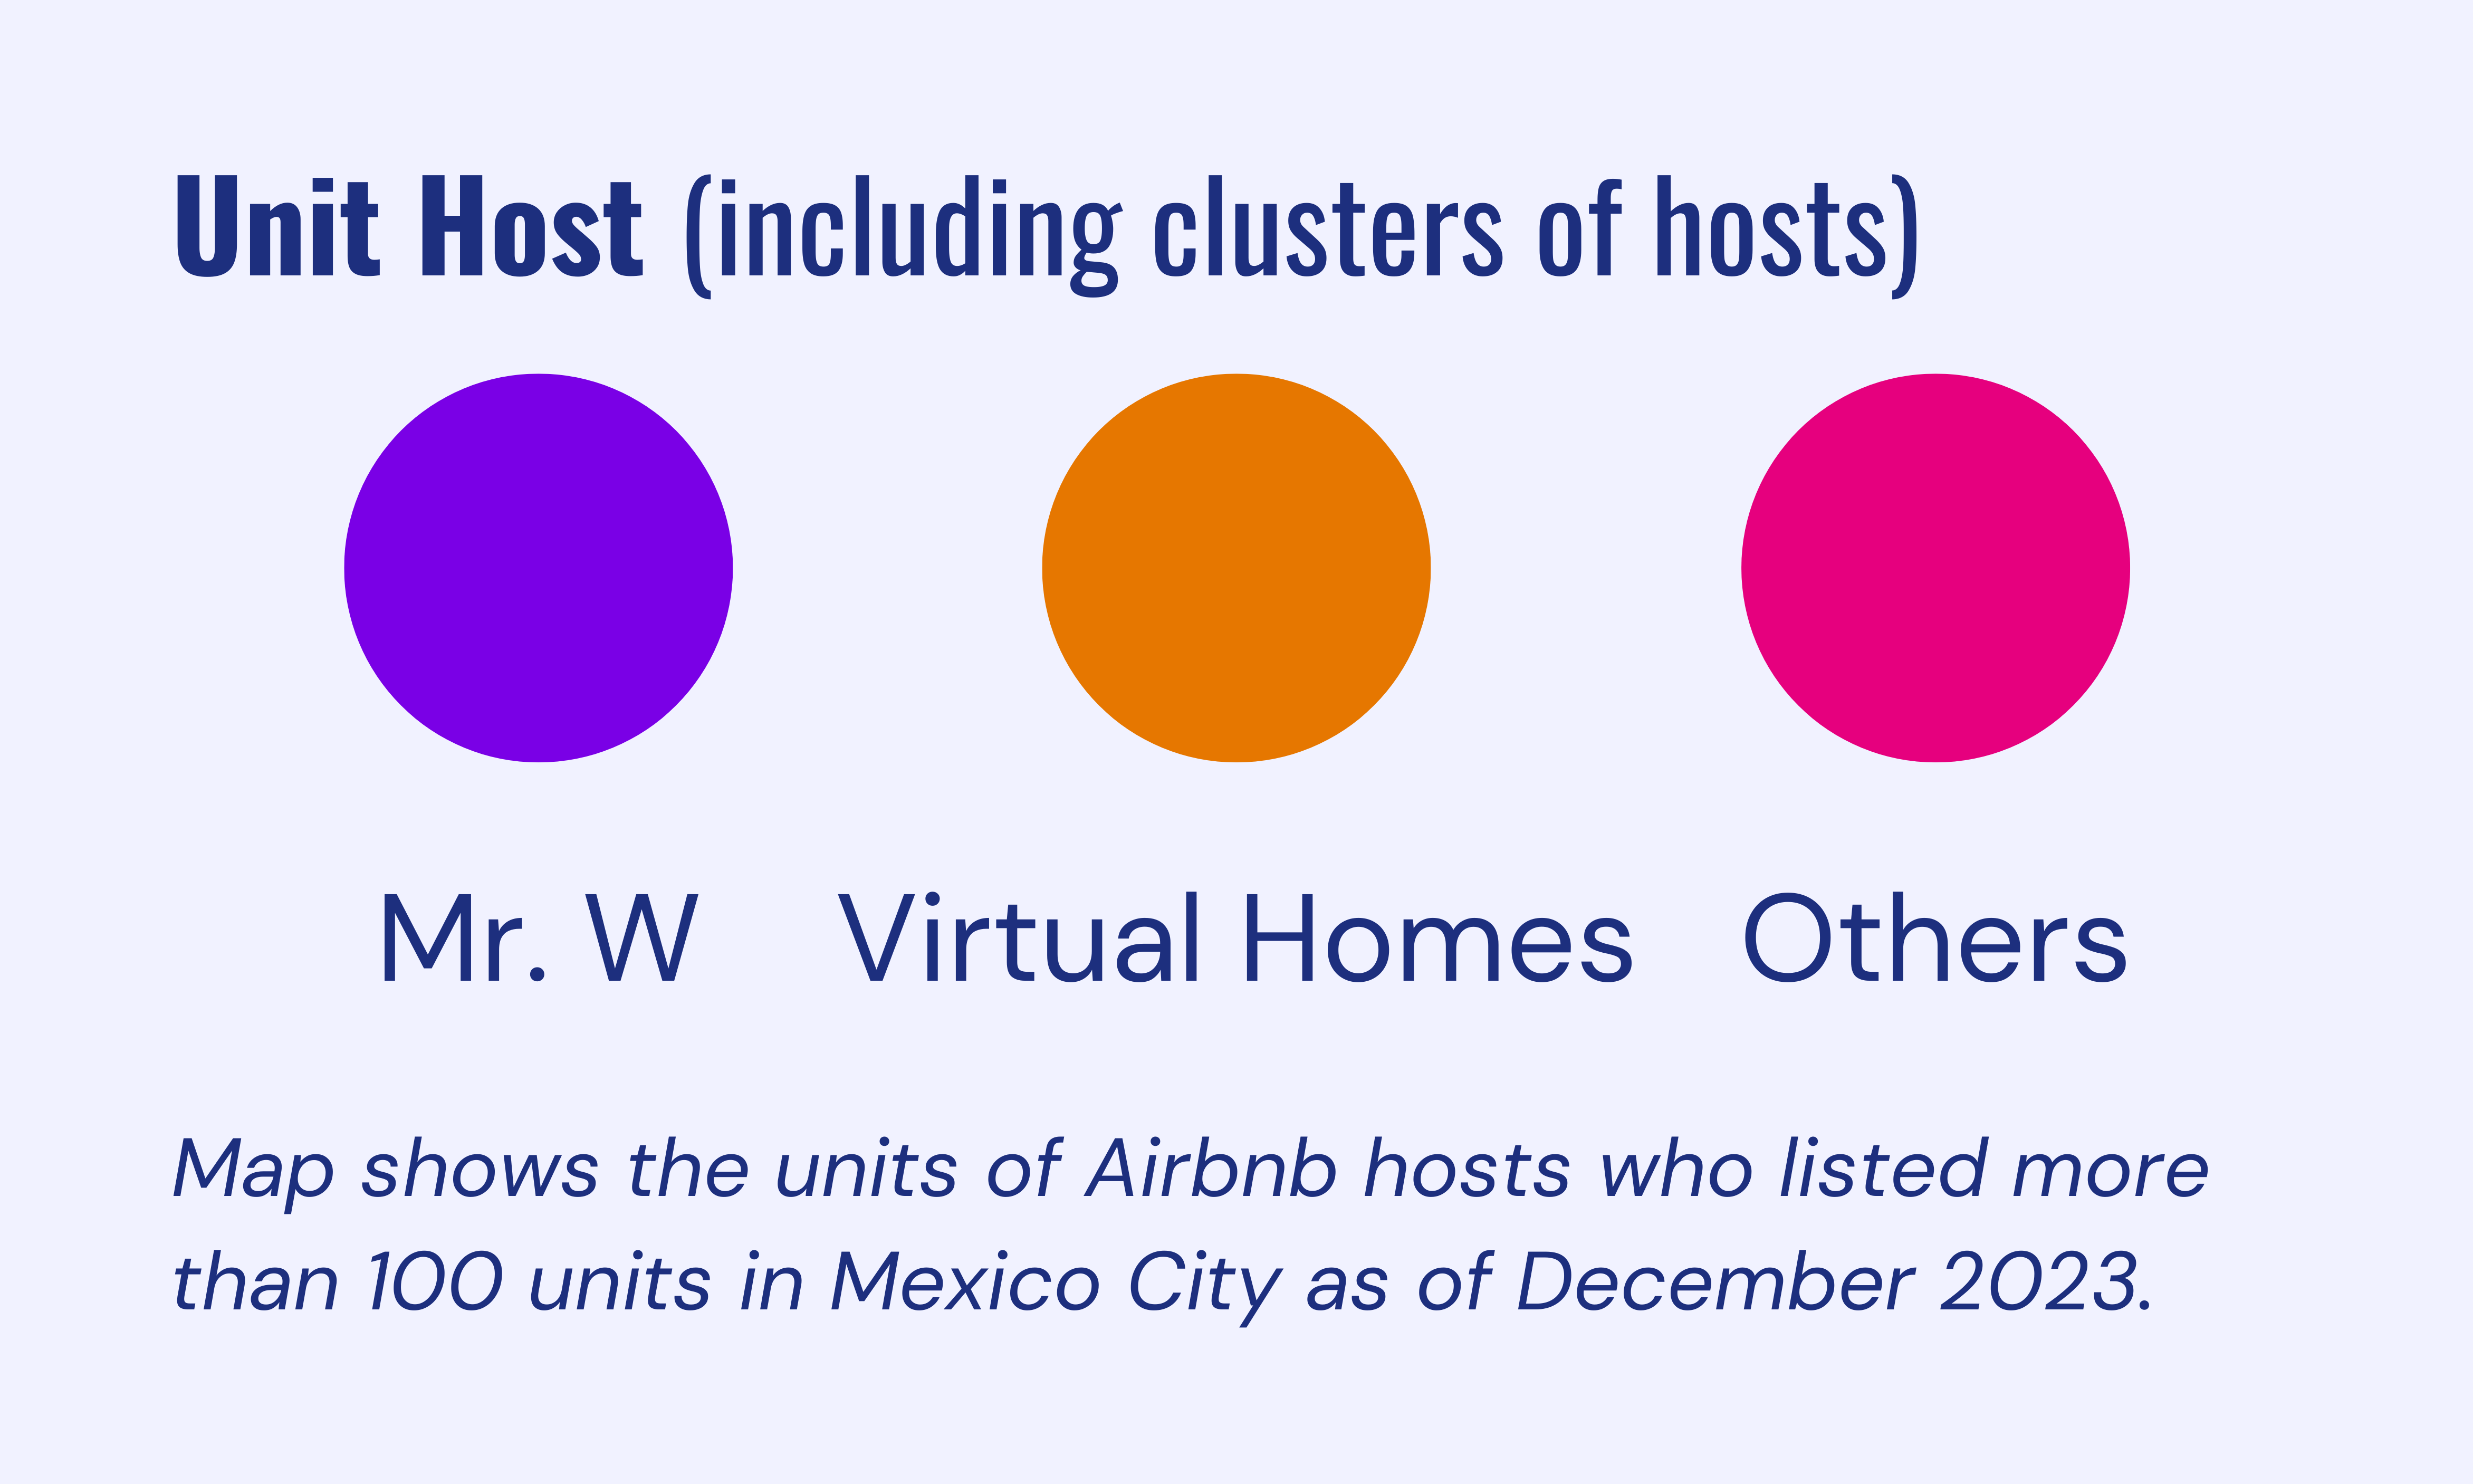 Unit Host (including clusters of hosts)
Mr. W
Virtual Homes
Others
Map shows the units of Airbnb hosts who listed more
than 100 units in Mexico City as of December 2023.